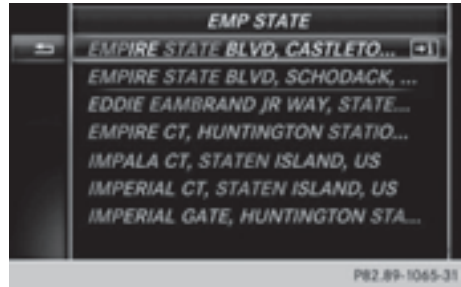 EMP STATE
EMPIRE STATE BLVD, CASTLETO...
EMPIRE STATE BLVD, SCHODACK, ...
EDDIE EAMBRAND JR WAY, STATE...
EMPIRE CT, HUNTINGTON STATIO...
IMPALA CT, STATEN ISLAND, US
IMPERIAL CT, STATEN ISLAND, US
IMPERIAL GATE, HUNTINGTON STA...
P82.89-1065-31